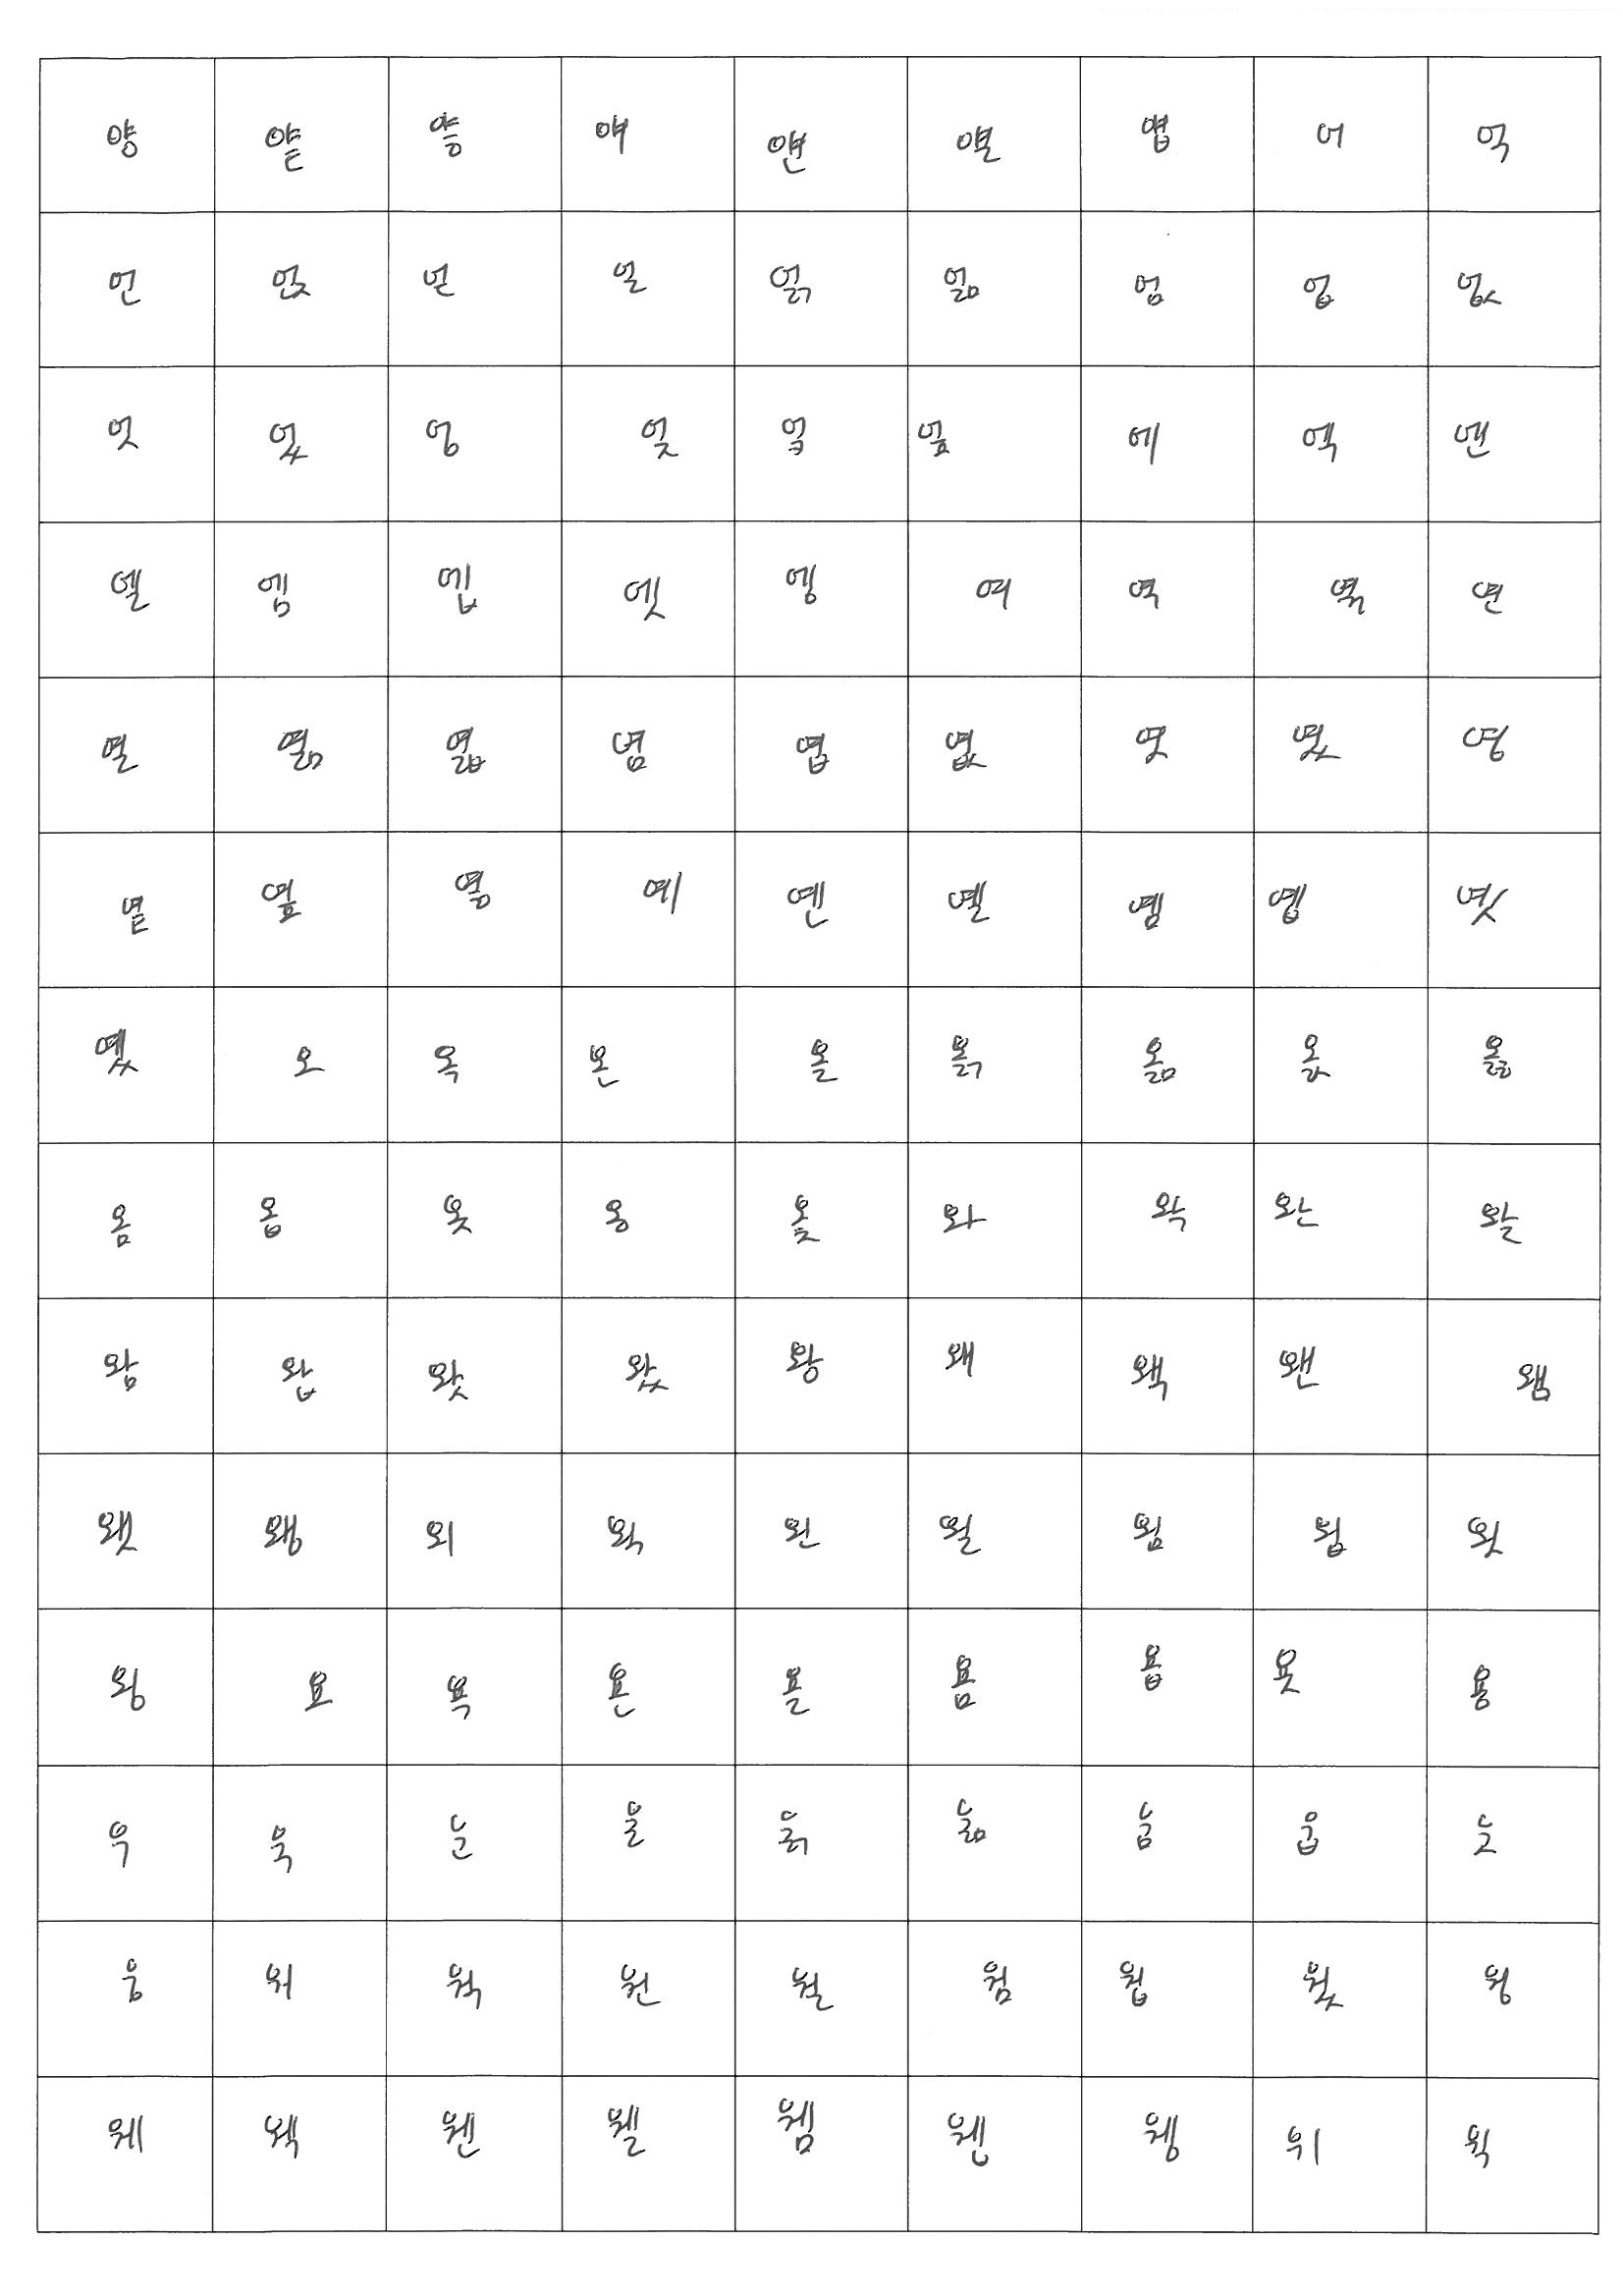 양 얕 얗 얘 얜 얠 얩 어 억
언 얹 얻 얼 얽 얾 엄 업 없
엇 었 엉 엊 엌 엎 에 엑 엔
엘 엠 엡 엣 엥 여 역 엮 연
열 엶 엷 염 엽 엾 엿 였 영
옅 옆 옇 예 옌 옐 옘 옙 옛
옜 오 옥 온 올 옭 옮 옰 옳
옴 옵 옷 옹 옻 와 왁 완 왈
왐 왑 왓 왔 왕 왜 왝 왠 왬
왯 왱 외 왹 왼 욀 욈 욉 욋
욍 요 욕 욘 욜 욤 욥 욧 용
우 욱 운 울 욹 욺 움 웁 웃
웅 워 웍 원 월 웜 웝 웠 웡
웨 웩 웬 웰 웸 웽 위 윅